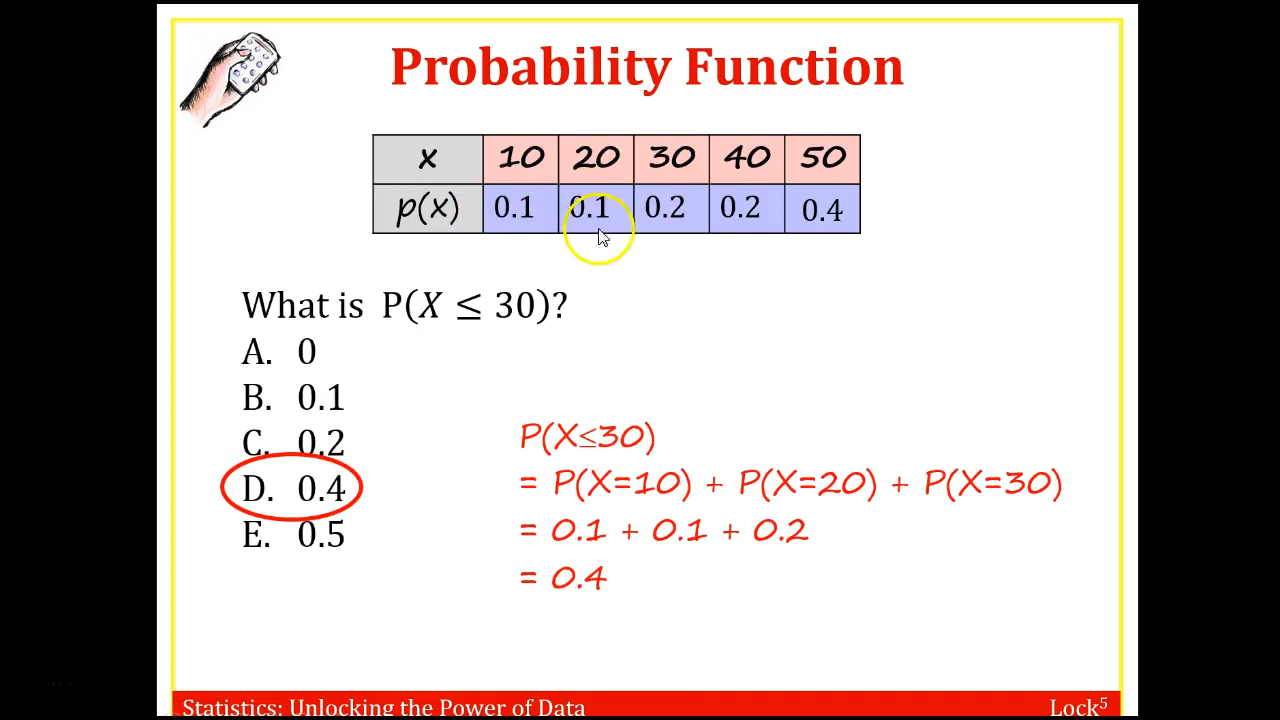 Probability Function
x 10 20 30 40 50
p(x) 0.1 0.1 0.2 0.2 0.4
What is P(X ≤ 30)?
A. 0
B. 0.1
C. 0.2
D. 0.4
E. 0.5
P(X≤30)
= P(X=10) + P(X=20) + P(X=30)
= 0.1 + 0.1 + 0.2
= 0.4
Statistics: Unlocking the Power of Data Lock⁵